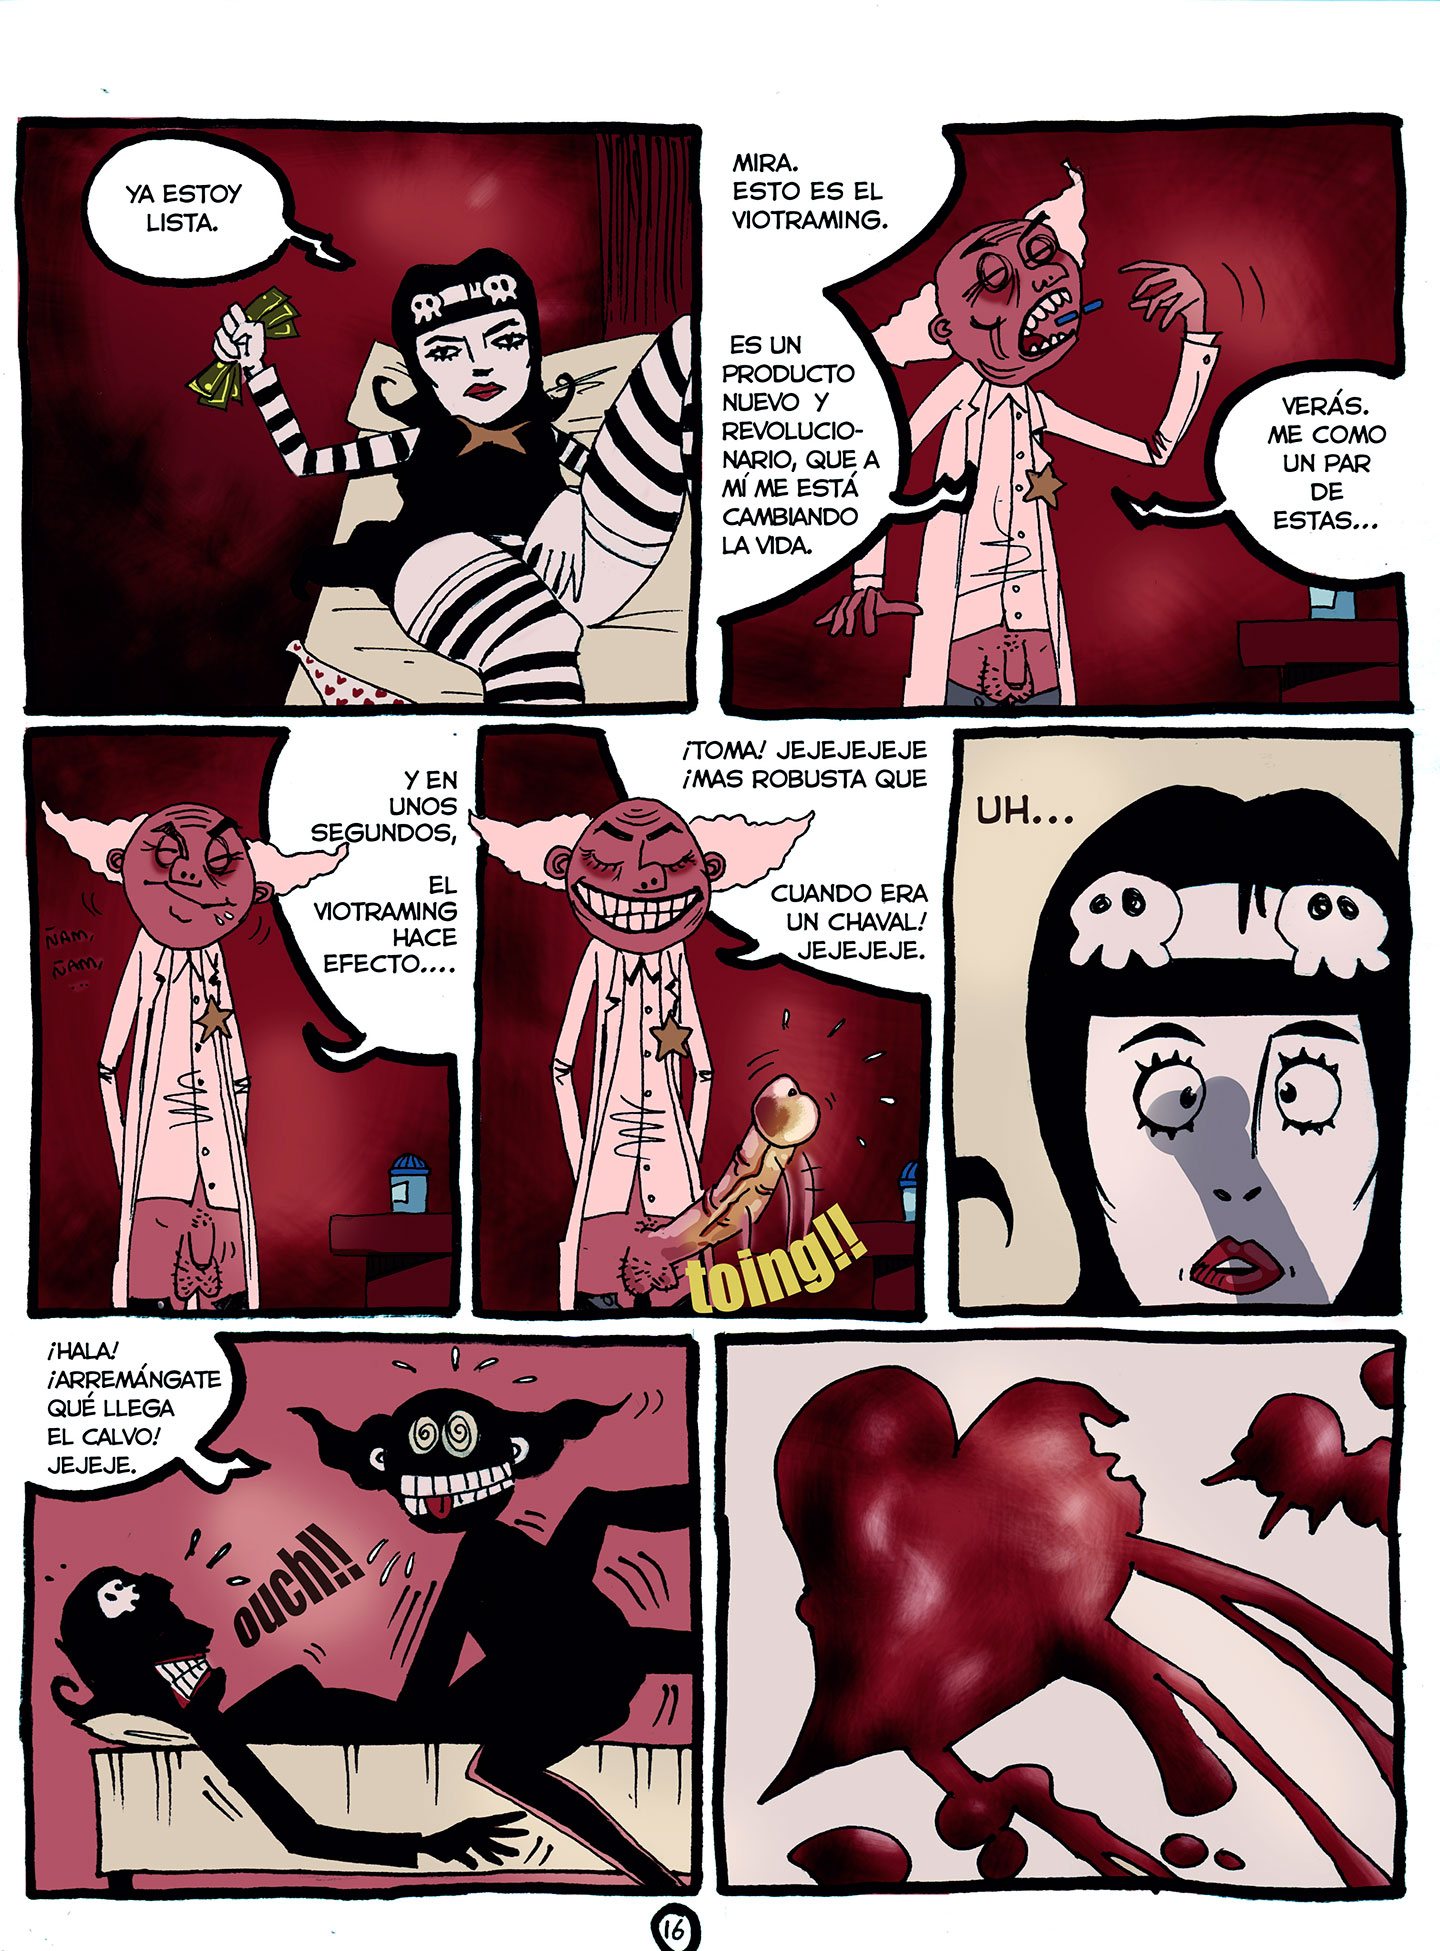 YA ESTOY
LISTA.
MIRA.
ESTO ES EL
VIOTRAMING.
ES UN
PRODUCTO
NUEVO Y
REVOLUCIO-
NARIO, QUE A
MÍ ME ESTÁ
CAMBIANDO
LA VIDA.
VERÁS.
ME COMO
UN PAR
DE
ESTAS...
ÑAM,
ÑAM,
...
Y EN
UNOS
SEGUNDOS,
EL
VIOTRAMING
HACE
EFECTO....
¡TOMA! JEJEJEJEJE
¡MAS ROBUSTA QUE
CUANDO ERA
UN CHAVAL!
JEJEJEJE.
toing!!
UH...
¡HALA!
¡ARREMÁNGATE
QUÉ LLEGA
EL CALVO!
JEJEJE.
ouch!!
16